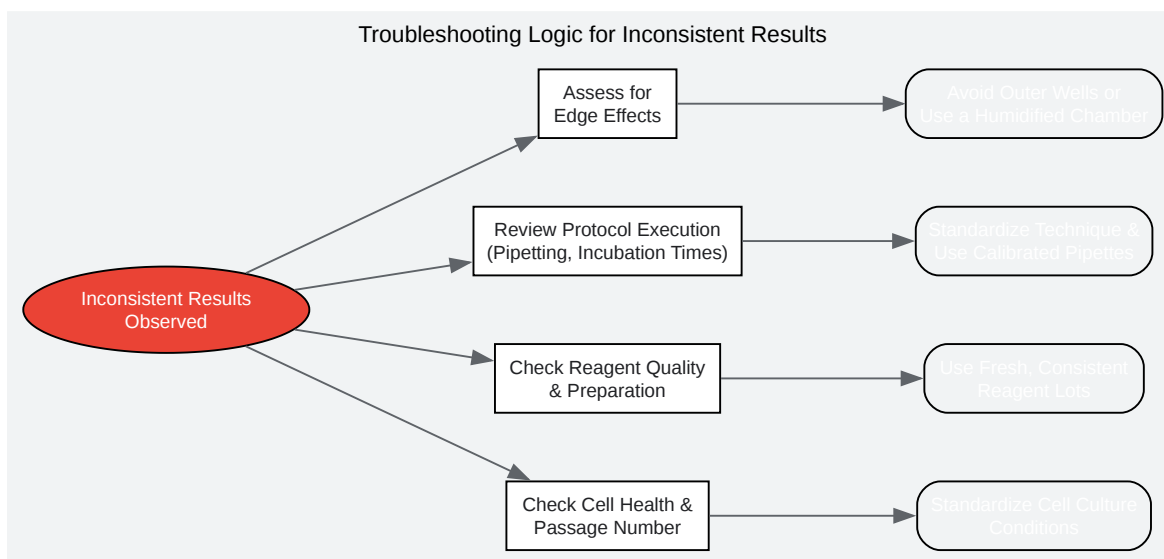 Troubleshooting Logic for Inconsistent Results
Assess for
Edge Effects
Avoid Outer Wells or
Use a Humidified Chamber
Review Protocol Execution
(Pipetting, Incubation Times)
Standardize Technique &
Use Calibrated Pipettes
Inconsistent Results
Observed
Check Reagent Quality
& Preparation
Use Fresh, Consistent
Reagent Lots
Check Cell Health &
Passage Number
Standardize Cell Culture
Conditions